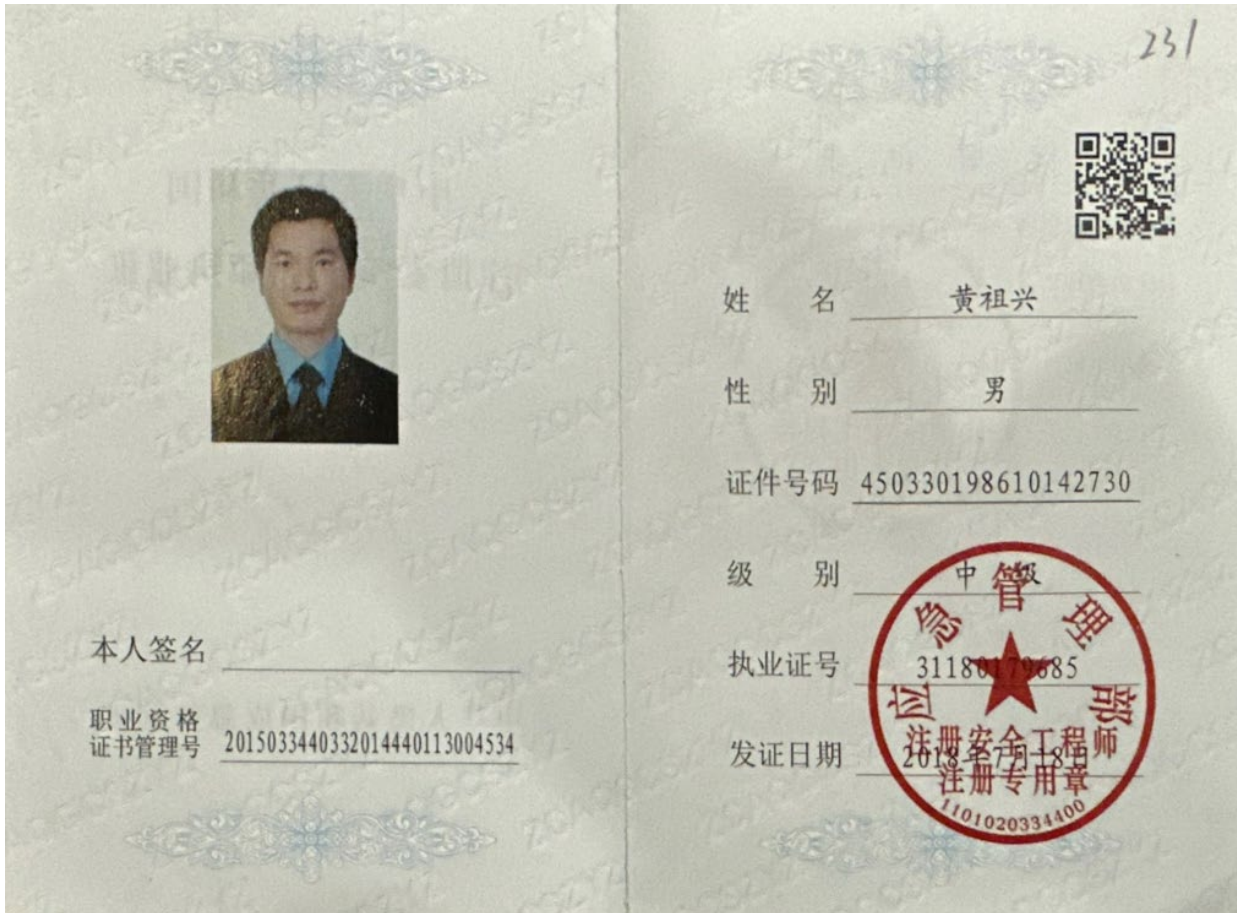 本人签名
职业资格
证书管理号 2015033440332014440113004534
231
姓名 黄祖兴
性别 男
证件号码 450330198610142730
级别 中级
执业证号 31180179685
发证日期 2018年7月18日
应急管理部
注册安全工程师
注册专用章
1101020334400